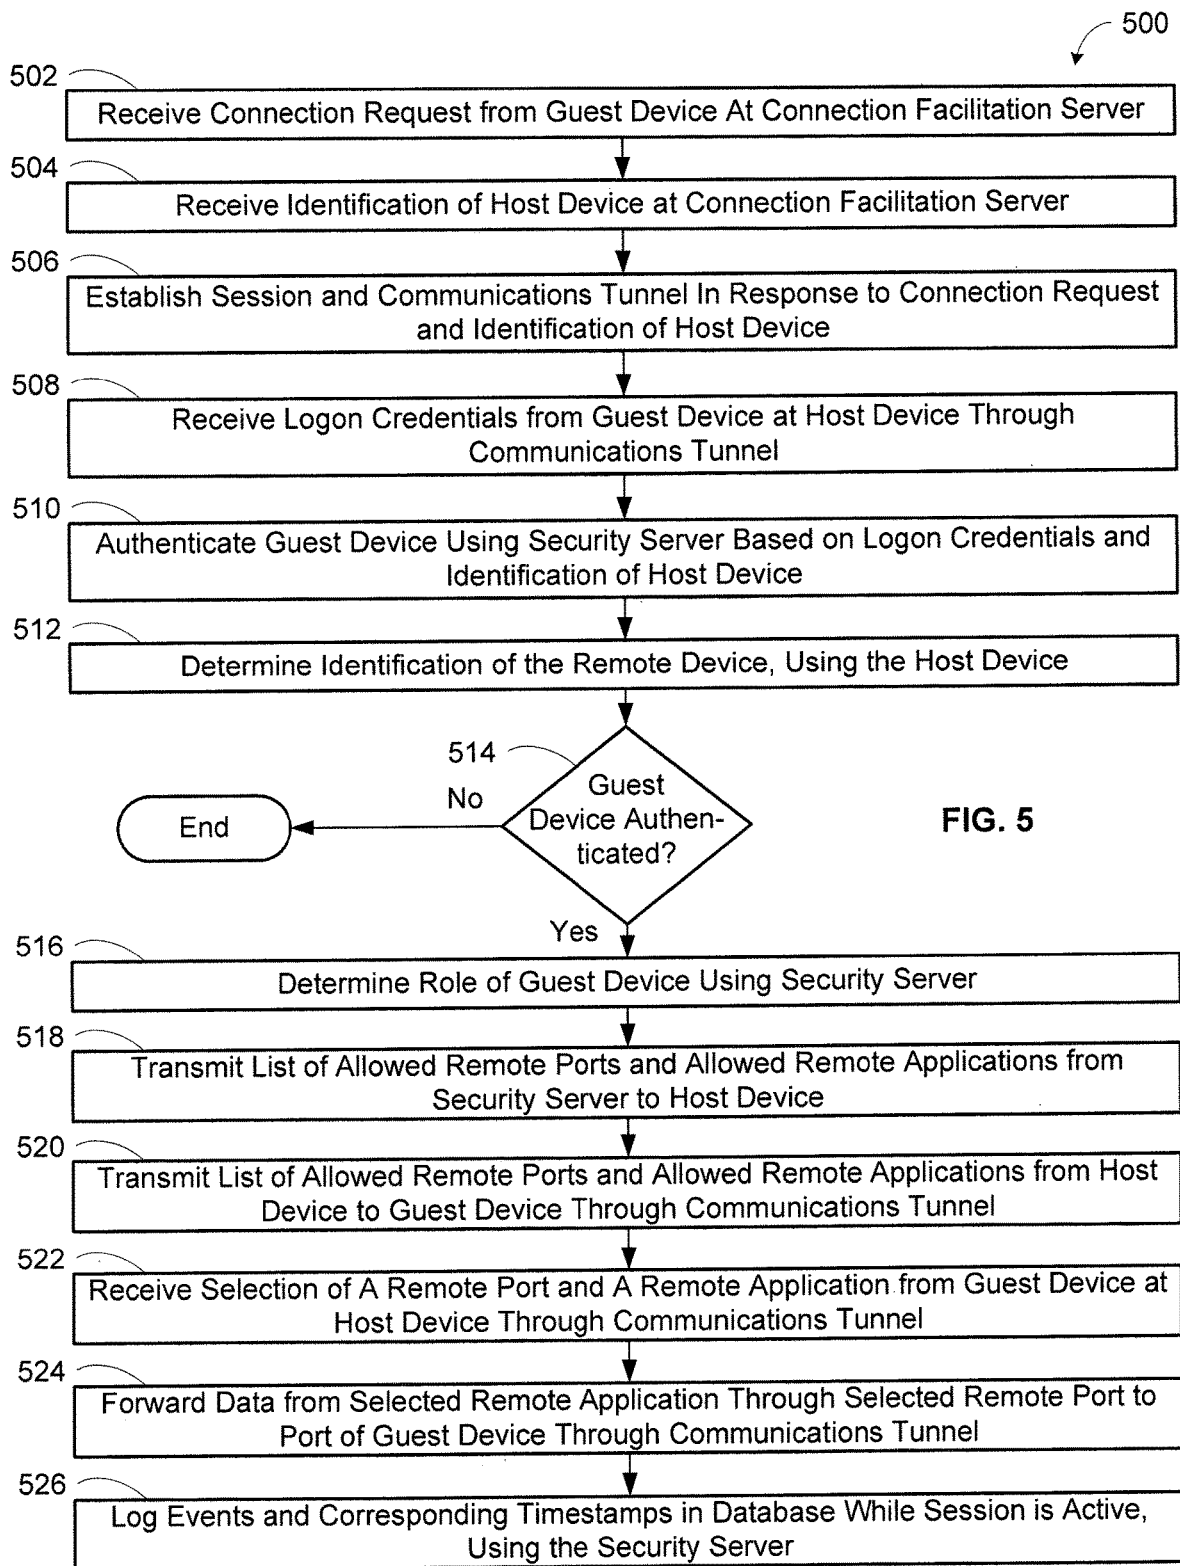 500
502
Receive Connection Request from Guest Device At Connection Facilitation Server
504
Receive Identification of Host Device at Connection Facilitation Server
506
Establish Session and Communications Tunnel In Response to Connection Request
and Identification of Host Device
508
Receive Logon Credentials from Guest Device at Host Device Through
Communications Tunnel
510
Authenticate Guest Device Using Security Server Based on Logon Credentials and
Identification of Host Device
512
Determine Identification of the Remote Device, Using the Host Device
514
Guest
Device Authen-
ticated?
No
End
FIG. 5
Yes
516
Determine Role of Guest Device Using Security Server
518
Transmit List of Allowed Remote Ports and Allowed Remote Applications from
Security Server to Host Device
520
Transmit List of Allowed Remote Ports and Allowed Remote Applications from Host
Device to Guest Device Through Communications Tunnel
522
Receive Selection of A Remote Port and A Remote Application from Guest Device at
Host Device Through Communications Tunnel
524
Forward Data from Selected Remote Application Through Selected Remote Port to
Port of Guest Device Through Communications Tunnel
526
Log Events and Corresponding Timestamps in Database While Session is Active,
Using the Security Server